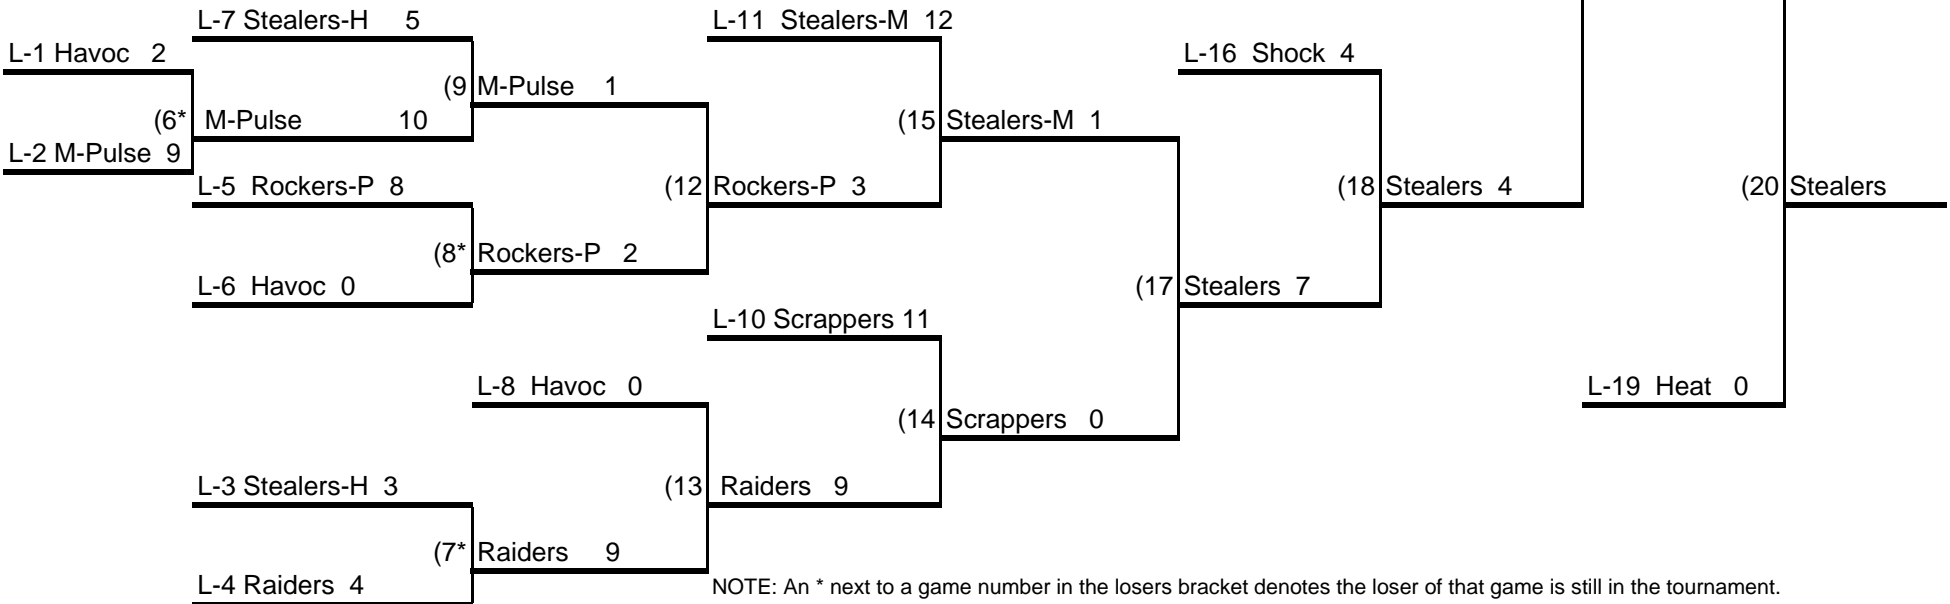 L-7 Stealers-H 5
L-11 Stealers-M 12
L-1 Havoc 2
L-16 Shock 4
(9 M-Pulse 1
(6* M-Pulse 10
(15 Stealers-M 1
L-2 M-Pulse 9
L-5 Rockers-P 8
(12 Rockers-P 3
(18 Stealers 4
(20 Stealers
(8* Rockers-P 2
L-6 Havoc 0
(17 Stealers 7
L-10 Scrappers 11
L-8 Havoc 0
L-19 Heat 0
(14 Scrappers 0
L-3 Stealers-H 3
(13 Raiders 9
(7* Raiders 9
L-4 Raiders 4
NOTE: An * next to a game number in the losers bracket denotes the loser of that game is still in the tournament.